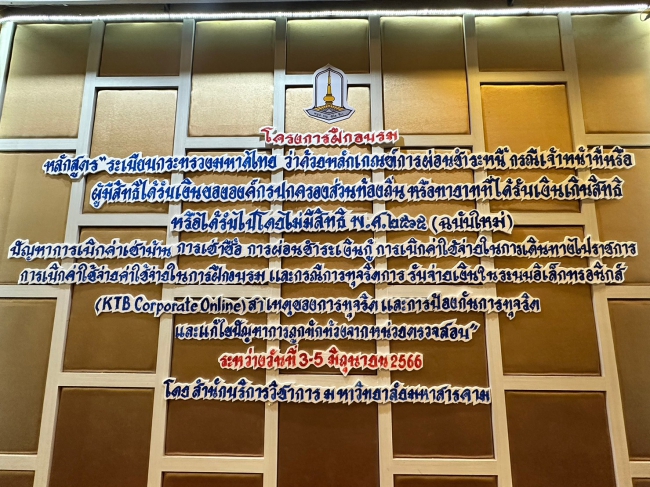 โครงการฝึกอบรม
หลักสูตร"ระเบียบกระทรวงมหาดไทย ว่าด้วยหลักเกณฑ์การผ่อนชำระหนี้ กรณีเจ้าหน้าที่หรือ
ผู้มีสิทธิได้รับเงินขององค์กรปกครองส่วนท้องถิ่น หรือทายาทที่ได้รับเงินเกินสิทธิ
หรือได้รับไปโดยไม่มีสิทธิ พ.ศ.๒๕๖๕ (ฉบับใหม่)
ปัญหาการเบิกค่าเช่าบ้าน การเช่าซื้อ การผ่อนชำระเงินกู้ การเบิกค่าใช้จ่ายในการเดินทางไปราชการ
การเบิกค่าใช้จ่ายค่าใช้จ่ายในการฝึกอบรม และกรณีการทุจริตการ รับจ่ายเงินในระบบอิเล็กทรอนิกส์
(KTB Corporate Online) สาเหตุของการทุจริต และการป้องกันการทุจริต
และแก้ไขปัญหาการถูกทักท้วงจากหน่วยตรวจสอบ"
ระหว่างวันที่ 3-5 มิถุนายน 2566
โดย สำนักบริการวิชาการ มหาวิทยาลัยมหาสารคาม